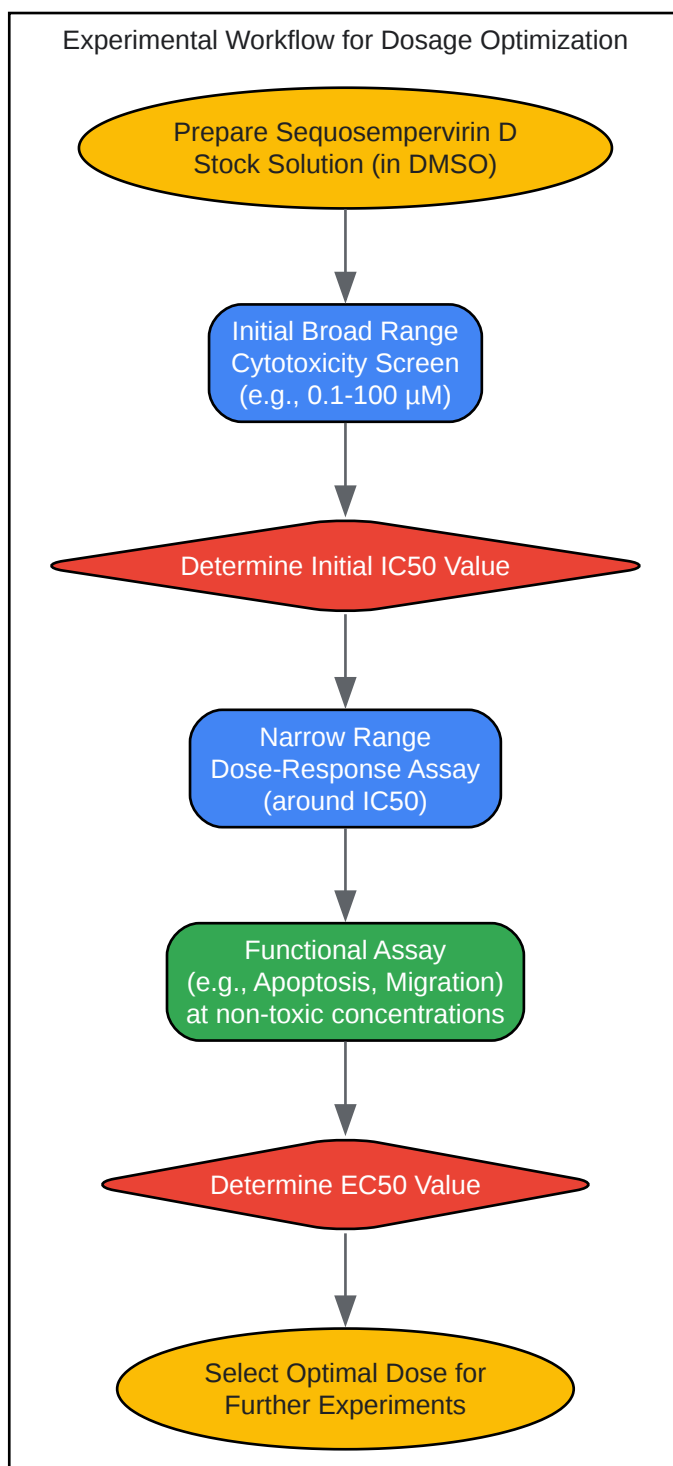 Experimental Workflow for Dosage Optimization
Prepare Sequosempervirin D
Stock Solution (in DMSO)
Initial Broad Range
Cytotoxicity Screen
(e.g., 0.1-100 µM)
Determine Initial IC50 Value
Narrow Range
Dose-Response Assay
(around IC50)
Functional Assay
(e.g., Apoptosis, Migration)
at non-toxic concentrations
Determine EC50 Value
Select Optimal Dose for
Further Experiments